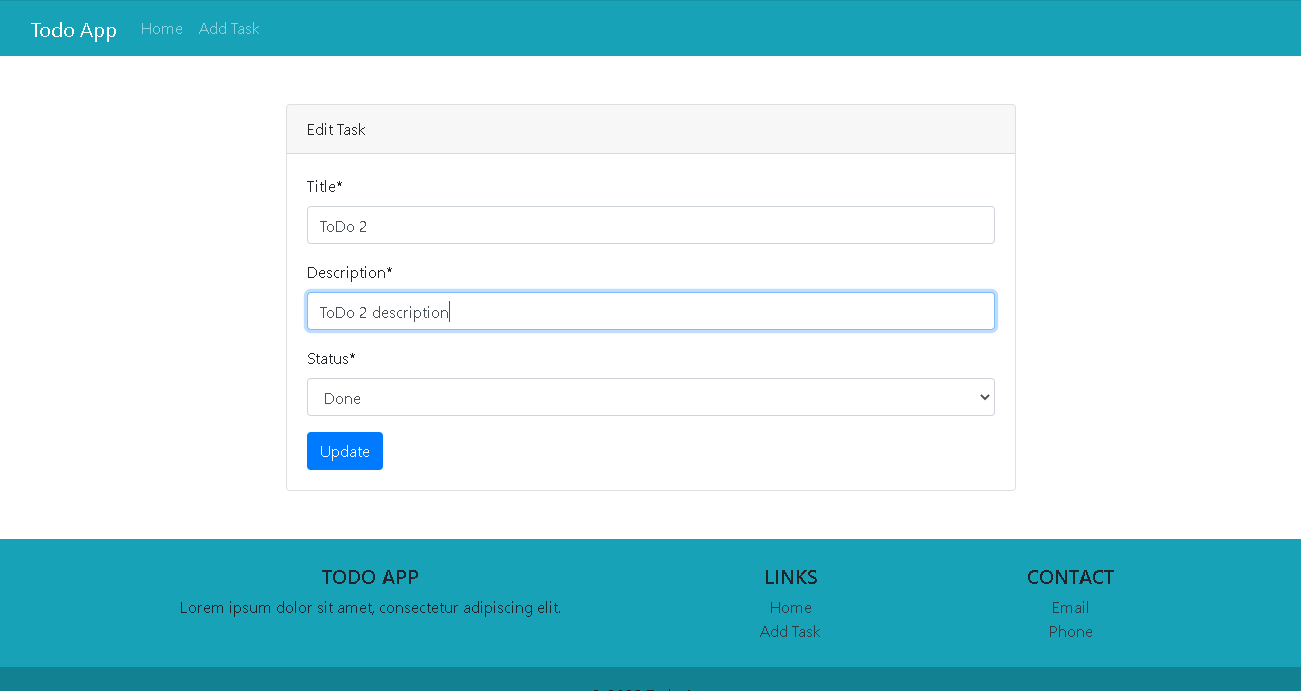 Todo App Home Add Task
Edit Task
Title*
ToDo 2
Description*
ToDo 2 description
Status*
Done
Update
TODO APP
Lorem ipsum dolor sit amet, consectetur adipiscing elit.
LINKS
Home
Add Task
CONTACT
Email
Phone